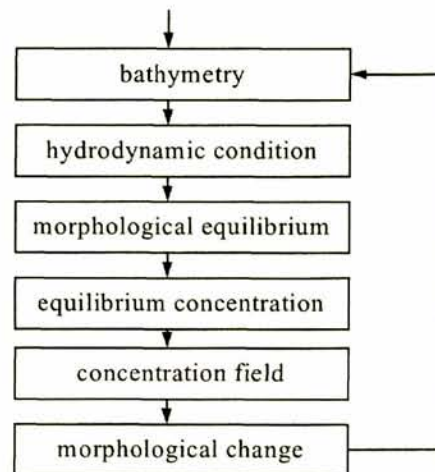 bathymetry
hydrodynamic condition
morphological equilibrium
equilibrium concentration
concentration field
morphological change